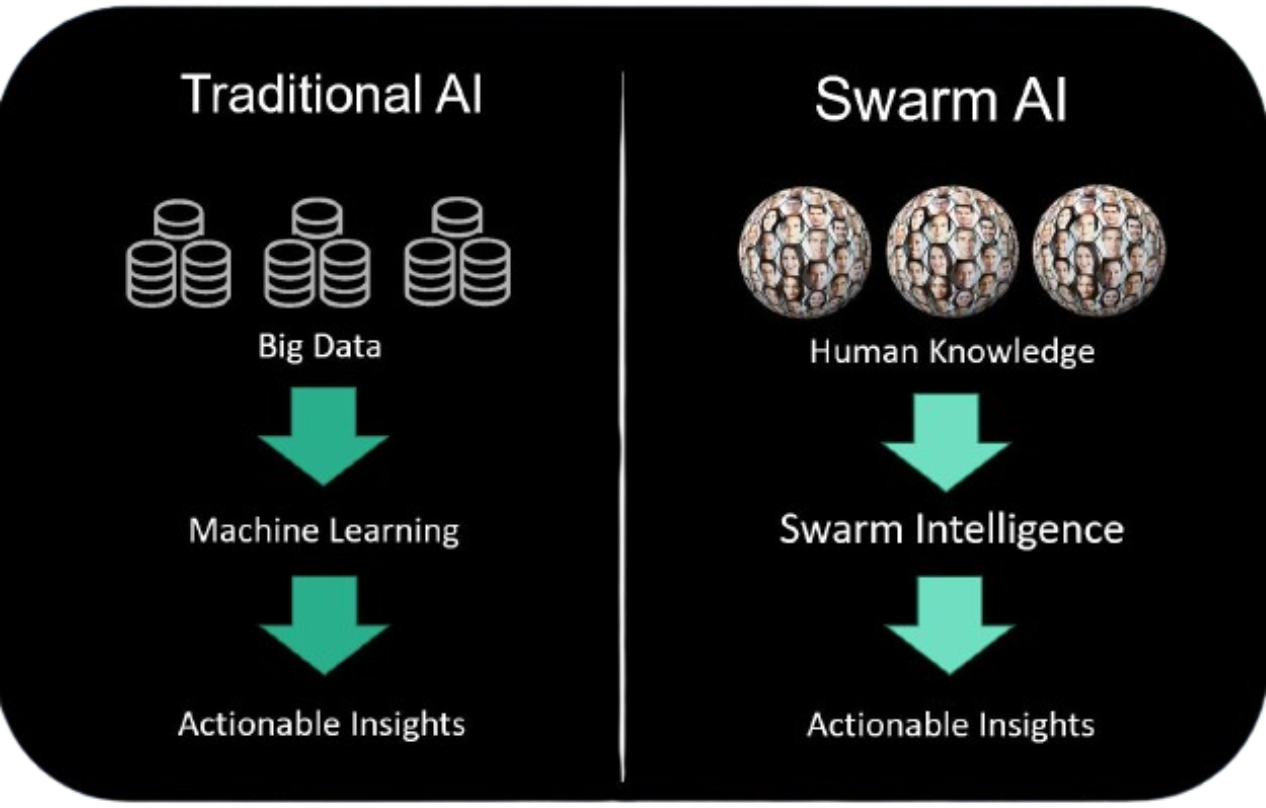 Traditional AI
Big Data
Machine Learning
Actionable Insights
Swarm AI
Human Knowledge
Swarm Intelligence
Actionable Insights